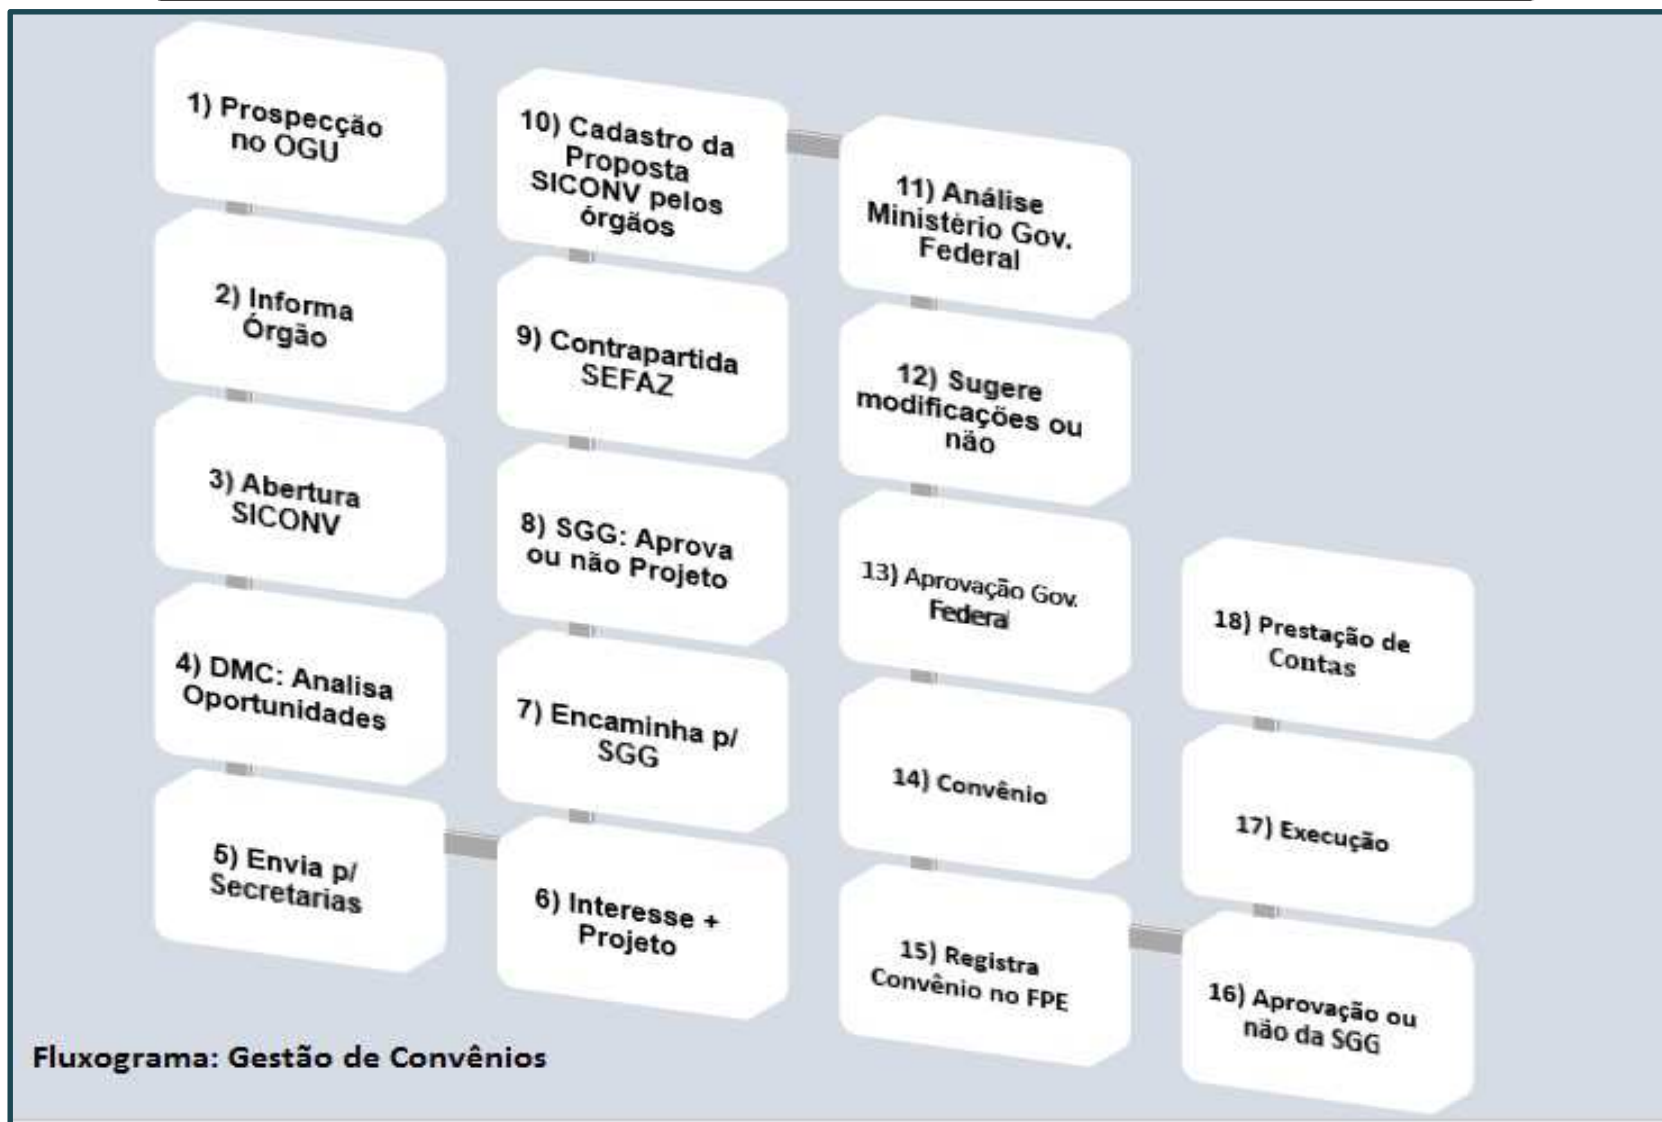 1) Prospecção
no OGU
2) Informa
Órgão
3) Abertura
SICONV
4) DMC: Analisa
Oportunidades
5) Envia p/
Secretarias
6) Interesse +
Projeto
7) Encaminha p/
SGG
8) SGG: Aprova
ou não Projeto
9) Contrapartida
SEFAZ
10) Cadastro da
Proposta
SICONV pelos
órgãos
11) Análise
Ministério Gov.
Federal
12) Sugere
modificações ou
não
13) Aprovação Gov.
Federal
14) Convênio
15) Registra
Convênio no FPE
16) Aprovação ou
não da SGG
17) Execução
18) Prestação de
Contas
Fluxograma: Gestão de Convênios